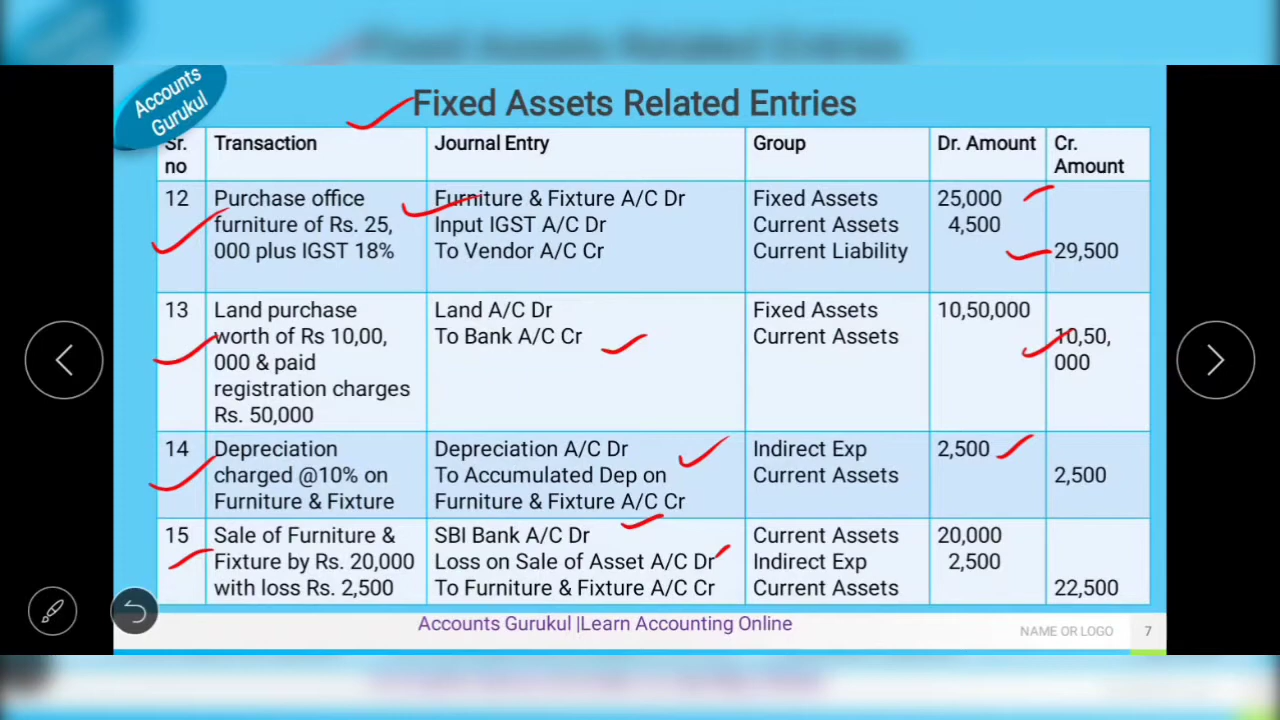 Accounts
Gurukul
Fixed Assets Related Entries
Sr. no	Transaction	Journal Entry	Group	Dr. Amount	Cr. Amount
12	Purchase office	Furniture & Fixture A/C Dr	Fixed Assets	25,000
furniture of Rs. 25,	Input IGST A/C Dr	Current Assets	4,500
000 plus IGST 18%	To Vendor A/C Cr	Current Liability	29,500
13	Land purchase	Land A/C Dr	Fixed Assets	10,50,000
worth of Rs 10,00,	To Bank A/C Cr	Current Assets	10,50,
000 & paid	000
registration charges
Rs. 50,000
14	Depreciation	Depreciation A/C Dr	Indirect Exp	2,500
charged @10% on	To Accumulated Dep on	Current Assets	2,500
Furniture & Fixture	Furniture & Fixture A/C Cr
15	Sale of Furniture &	SBI Bank A/C Dr	Current Assets	20,000
Fixture by Rs. 20,000	Loss on Sale of Asset A/C Dr	Indirect Exp	2,500
with loss Rs. 2,500	To Furniture & Fixture A/C Cr	Current Assets	22,500
Accounts Gurukul |Learn Accounting Online
NAME OR LOGO	7